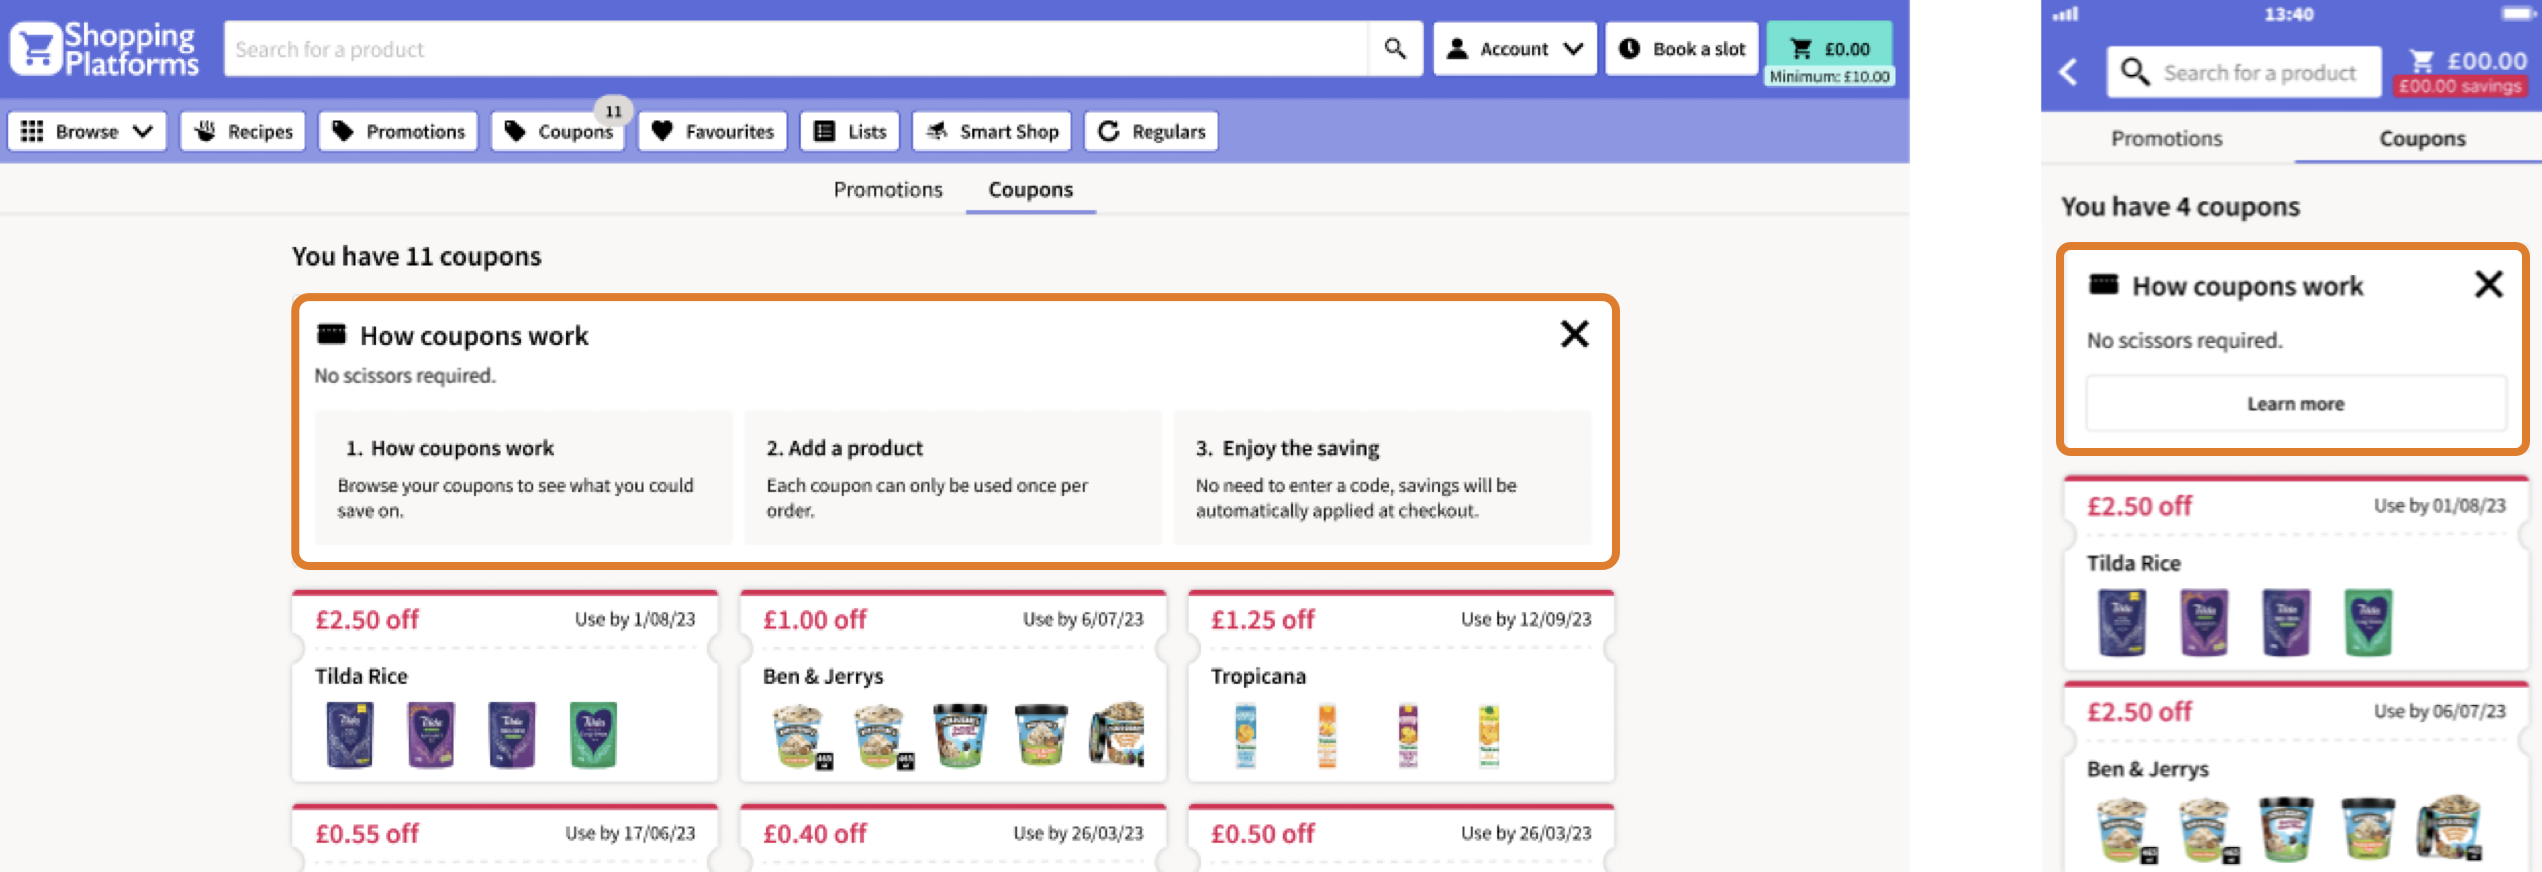 Shopping
Platforms
Search for a product
Account
Book a slot
£0.00
Minimum: £10.00
Browse
Recipes
Promotions
Coupons
11
Favourites
Lists
Smart Shop
Regulars
Promotions
Coupons
You have 11 coupons
How coupons work
No scissors required.
1. How coupons work
Browse your coupons to see what you could
save on.
2. Add a product
Each coupon can only be used once per
order.
3. Enjoy the saving
No need to enter a code, savings will be
automatically applied at checkout.
£2.50 off
Use by 1/08/23
Tilda Rice
£1.00 off
Use by 6/07/23
Ben & Jerrys
£1.25 off
Use by 12/09/23
Tropicana
£0.55 off
Use by 17/06/23
£0.40 off
Use by 26/03/23
£0.50 off
Use by 26/03/23
13:40
Search for a product
£00.00
£00.00 savings
Promotions
Coupons
You have 4 coupons
How coupons work
No scissors required.
Learn more
£2.50 off
Use by 01/08/23
Tilda Rice
£2.50 off
Use by 06/07/23
Ben & Jerrys